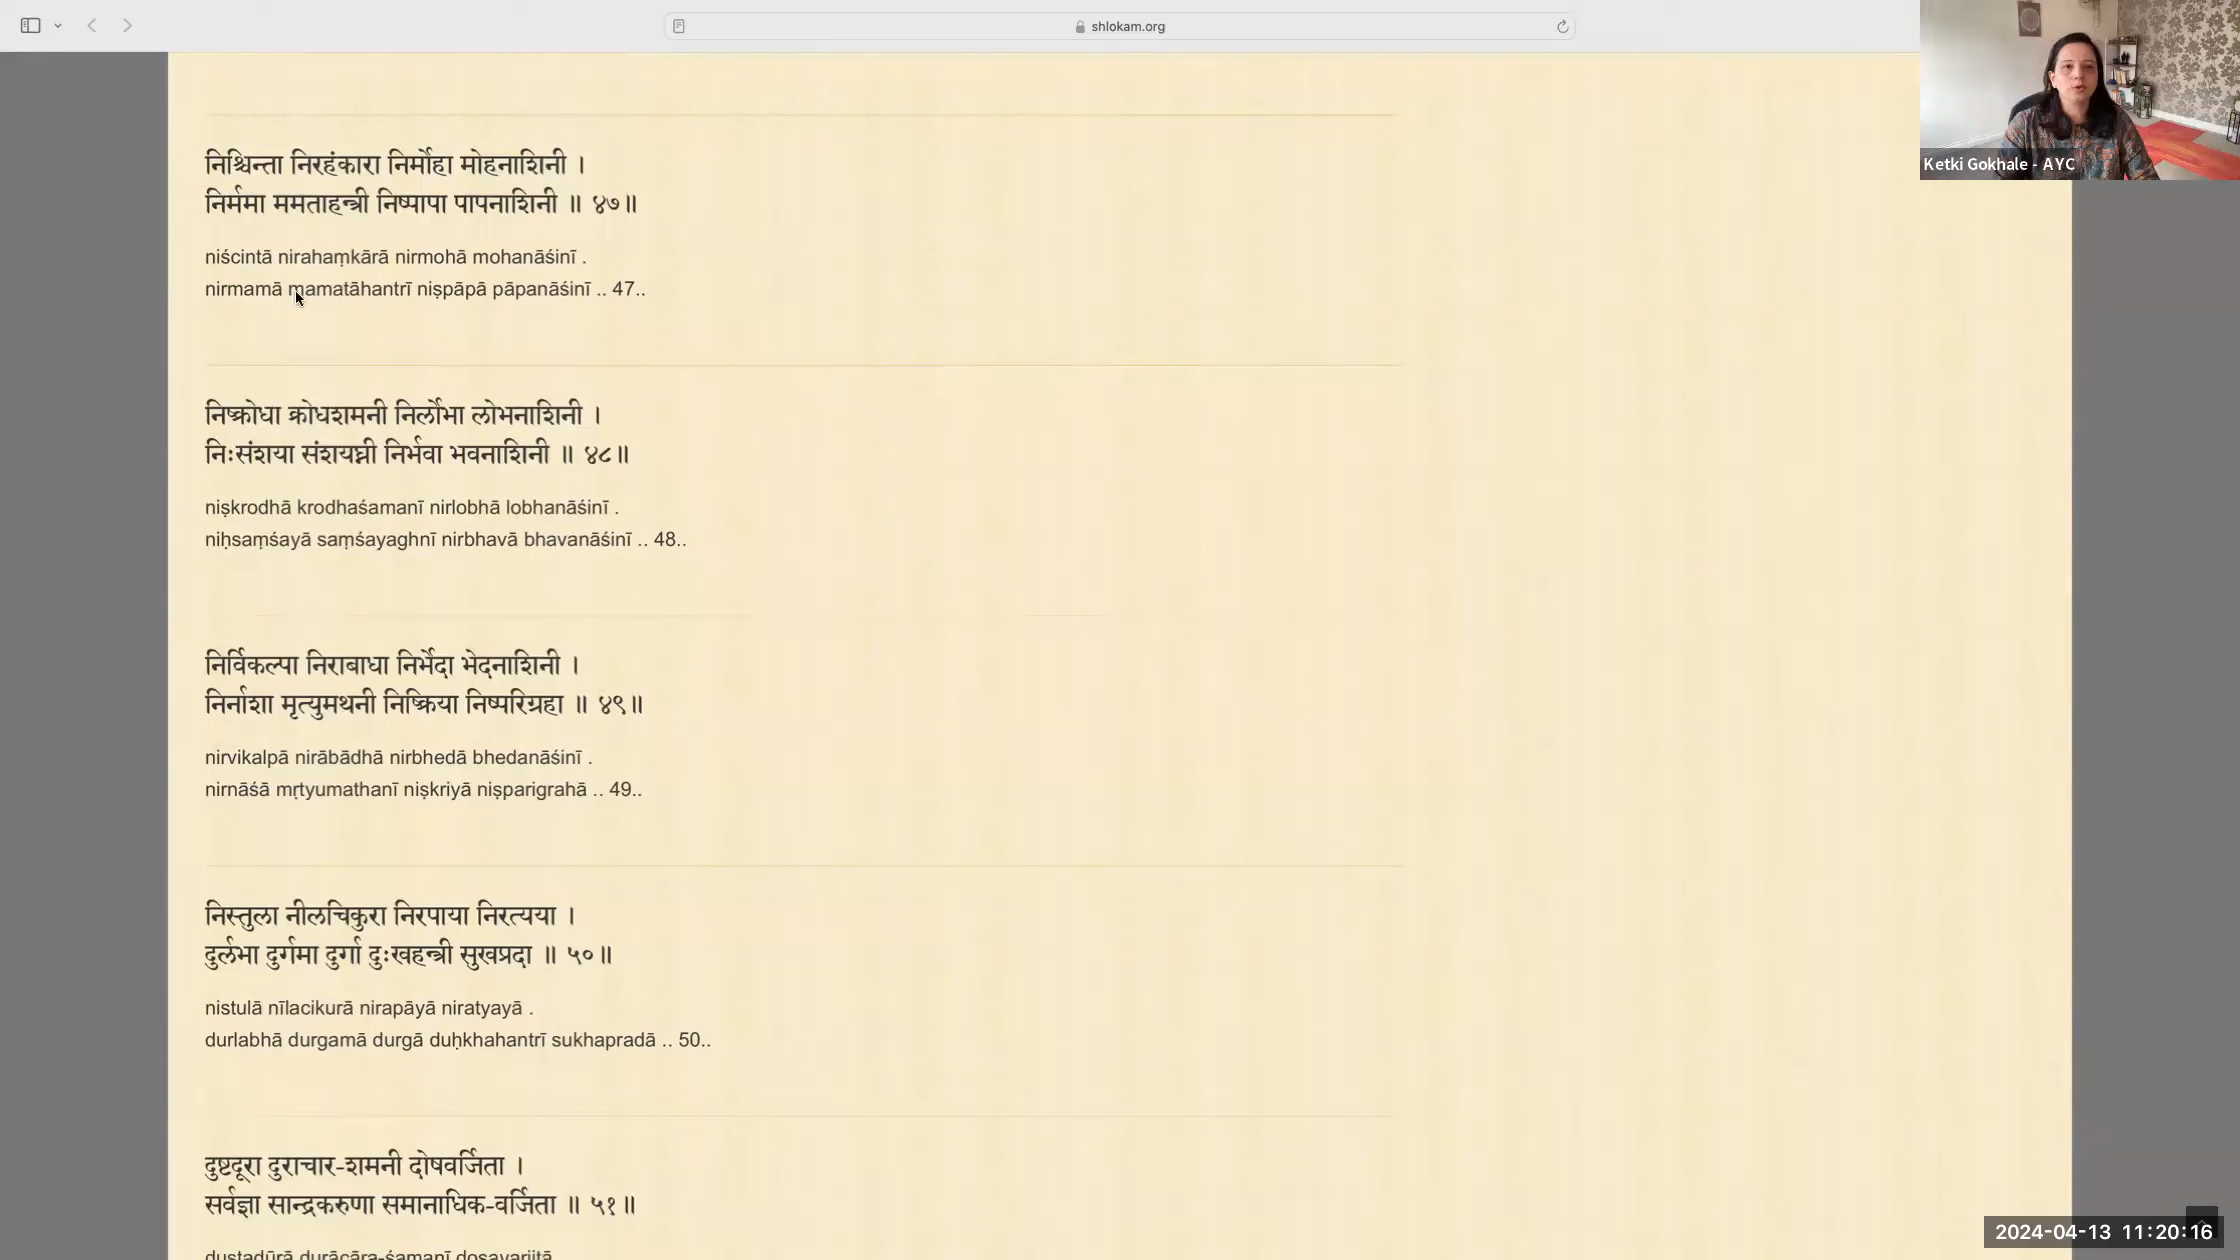 shlokam.org
Ketki Gokhale - AYC
निश्चिन्ता निरहंकारा निर्मोहा मोहनाशिनी ।
निर्ममा ममताहन्त्री निष्पापा पापनाशिनी ॥ ४७॥
niścintā nirahaṃkārā nirmohā mohanāśinī .
nirmamā mamatāhantrī niṣpāpā pāpanāśinī .. 47..
निष्क्रोधा क्रोधशमनी निर्लोभा लोभनाशिनी ।
निःसंशया संशयघ्नी निर्भवा भवनाशिनी ॥ ४८॥
niṣkrodhā krodhaśamanī nirlobhā lobhanāśinī .
niḥsaṃśayā saṃśayaghnī nirbhavā bhavanāśinī .. 48..
निर्विकल्पा निराबाधा निर्भेदा भेदनाशिनी ।
निर्नाशा मृत्युमथनी निष्क्रिया निष्परिग्रहा ॥ ४९॥
nirvikalpā nirābādhā nirbhedā bhedanāśinī .
nirnāśā mṛtyumathanī niṣkriyā niṣparigrahā .. 49..
निस्तुला नीलचिकुरा निरपाया निरत्यया ।
दुर्लभा दुर्गमा दुर्गा दुःखहन्त्री सुखप्रदा ॥ ५०॥
nistulā nīlacikurā nirapāyā niratyayā .
durlabhā durgamā durgā duḥkhahantrī sukhapradā .. 50..
दुष्टदूरा दुराचार-शमनी दोषवर्जिता ।
सर्वज्ञा सान्द्रकरुणा समानाधिक-वर्जिता ॥ ५१॥
duṣṭadūrā durācāra-śamanī doṣavarjitā
2024-04-13 11:20:16